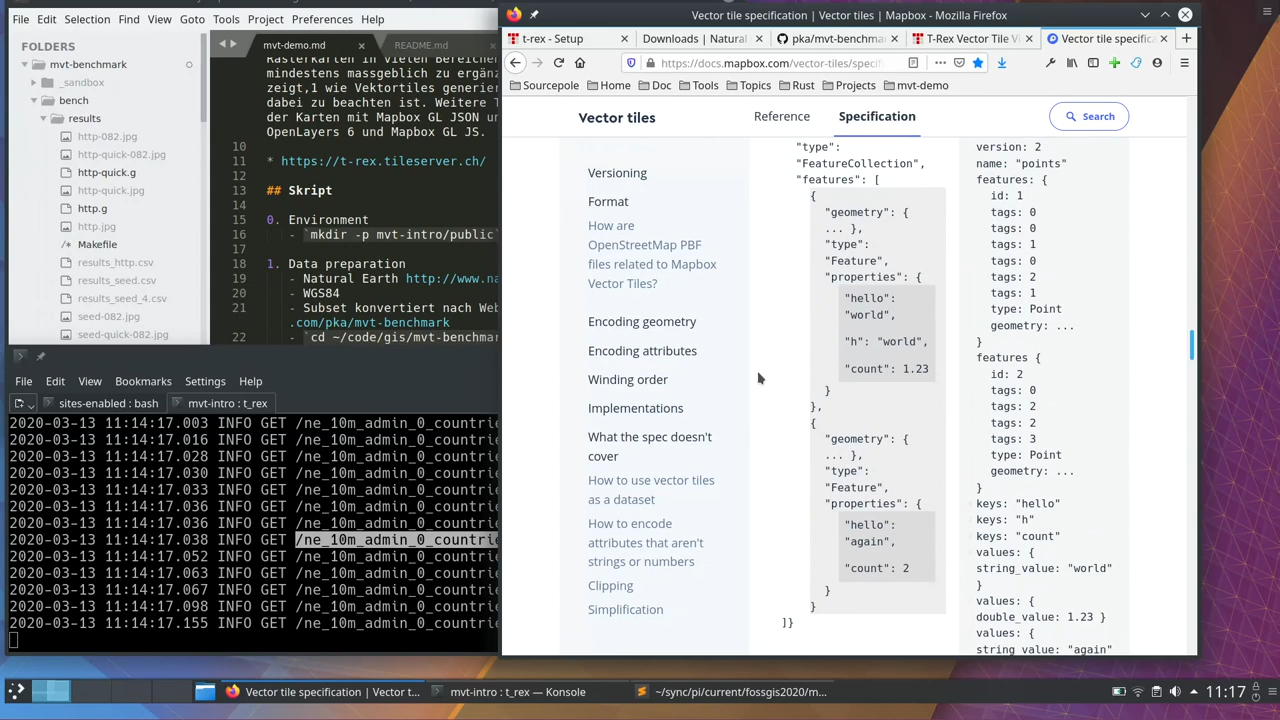 File Edit Selection Find View Goto Tools Project Preferences Help
Vector tile specification | Vector tiles | Mapbox - Mozilla Firefox
FOLDERS
mvt-benchmark
_sandbox
bench
results
http-082.jpg
http-quick-082.jpg
http-quick.g
http-quick.jpg
http.g
http.jpg
Makefile
results_http.csv
results_seed.csv
results_seed_4.csv
seed-082.jpg
seed-quick-082.jpg
mvt-demo.md
README.md
Rasterkarten in vielen Bereicher
mindestens massgeblich zu ergänz
zeigt,1 wie Vektortiles generier
dabei zu beachten ist. Weitere T
der Karten mit Mapbox GL JSON un
OpenLayers 6 und Mapbox GL JS.
10
11 * https://t-rex.tileserver.ch/
12
13 ## Skript
14
15 0. Environment
16 - `mkdir -p mvt-intro/public`
17
18 1. Data preparation
19 - Natural Earth http://www.na
20 - WGS84
21 - Subset konvertiert nach Web
.com/pka/mvt-benchmark
22 - `cd ~/code/gis/mvt-benchmar
File Edit View Bookmarks Settings Help
sites-enabled : bash
mvt-intro : t_rex
2020-03-13 11:14:17.003 INFO GET /ne_10m_admin_0_countrie
2020-03-13 11:14:17.016 INFO GET /ne_10m_admin_0_countrie
2020-03-13 11:14:17.028 INFO GET /ne_10m_admin_0_countrie
2020-03-13 11:14:17.030 INFO GET /ne_10m_admin_0_countrie
2020-03-13 11:14:17.033 INFO GET /ne_10m_admin_0_countrie
2020-03-13 11:14:17.036 INFO GET /ne_10m_admin_0_countrie
2020-03-13 11:14:17.036 INFO GET /ne_10m_admin_0_countrie
2020-03-13 11:14:17.038 INFO GET /ne_10m_admin_0_countrie
2020-03-13 11:14:17.052 INFO GET /ne_10m_admin_0_countrie
2020-03-13 11:14:17.063 INFO GET /ne_10m_admin_0_countrie
2020-03-13 11:14:17.067 INFO GET /ne_10m_admin_0_countrie
2020-03-13 11:14:17.098 INFO GET /ne_10m_admin_0_countrie
2020-03-13 11:14:17.155 INFO GET /ne_10m_admin_0_countrie
t-rex - Setup
Downloads | Natural
pka/mvt-benchma
T-Rex Vector Tile Vi
Vector tile specifica
https://docs.mapbox.com/vector-tiles/specif
Sourcepole Home Doc Tools Topics Rust Projects mvt-demo
Vector tiles
Reference
Specification
Search
Versioning
Format
How are
OpenStreetMap PBF
files related to Mapbox
Vector Tiles?
Encoding geometry
Encoding attributes
Winding order
Implementations
What the spec doesn't
cover
How to use vector tiles
as a dataset
How to encode
attributes that aren't
strings or numbers
Clipping
Simplification
"type":
"FeatureCollection",
"features": [
{
"geometry": {
... },
"type":
"Feature",
"properties": {
"hello":
"world",
"h": "world",
"count": 1.23
}
},
{
"geometry": {
... },
"type":
"Feature",
"properties": {
"hello":
"again",
"count": 2
}
}
]}
version: 2
name: "points"
features: {
id: 1
tags: 0
tags: 0
tags: 1
tags: 0
tags: 2
tags: 1
type: Point
geometry: ...
}
features {
id: 2
tags: 0
tags: 2
tags: 2
tags: 3
type: Point
geometry: ...
}
keys: "hello"
keys: "h"
keys: "count"
values: {
string_value: "world"
}
values: {
double_value: 1.23 }
values: {
string value: "again"
Vector tile specification | Vector t...
mvt-intro : t_rex — Konsole
~/sync/pi/current/fossgis2020/m...
11:17